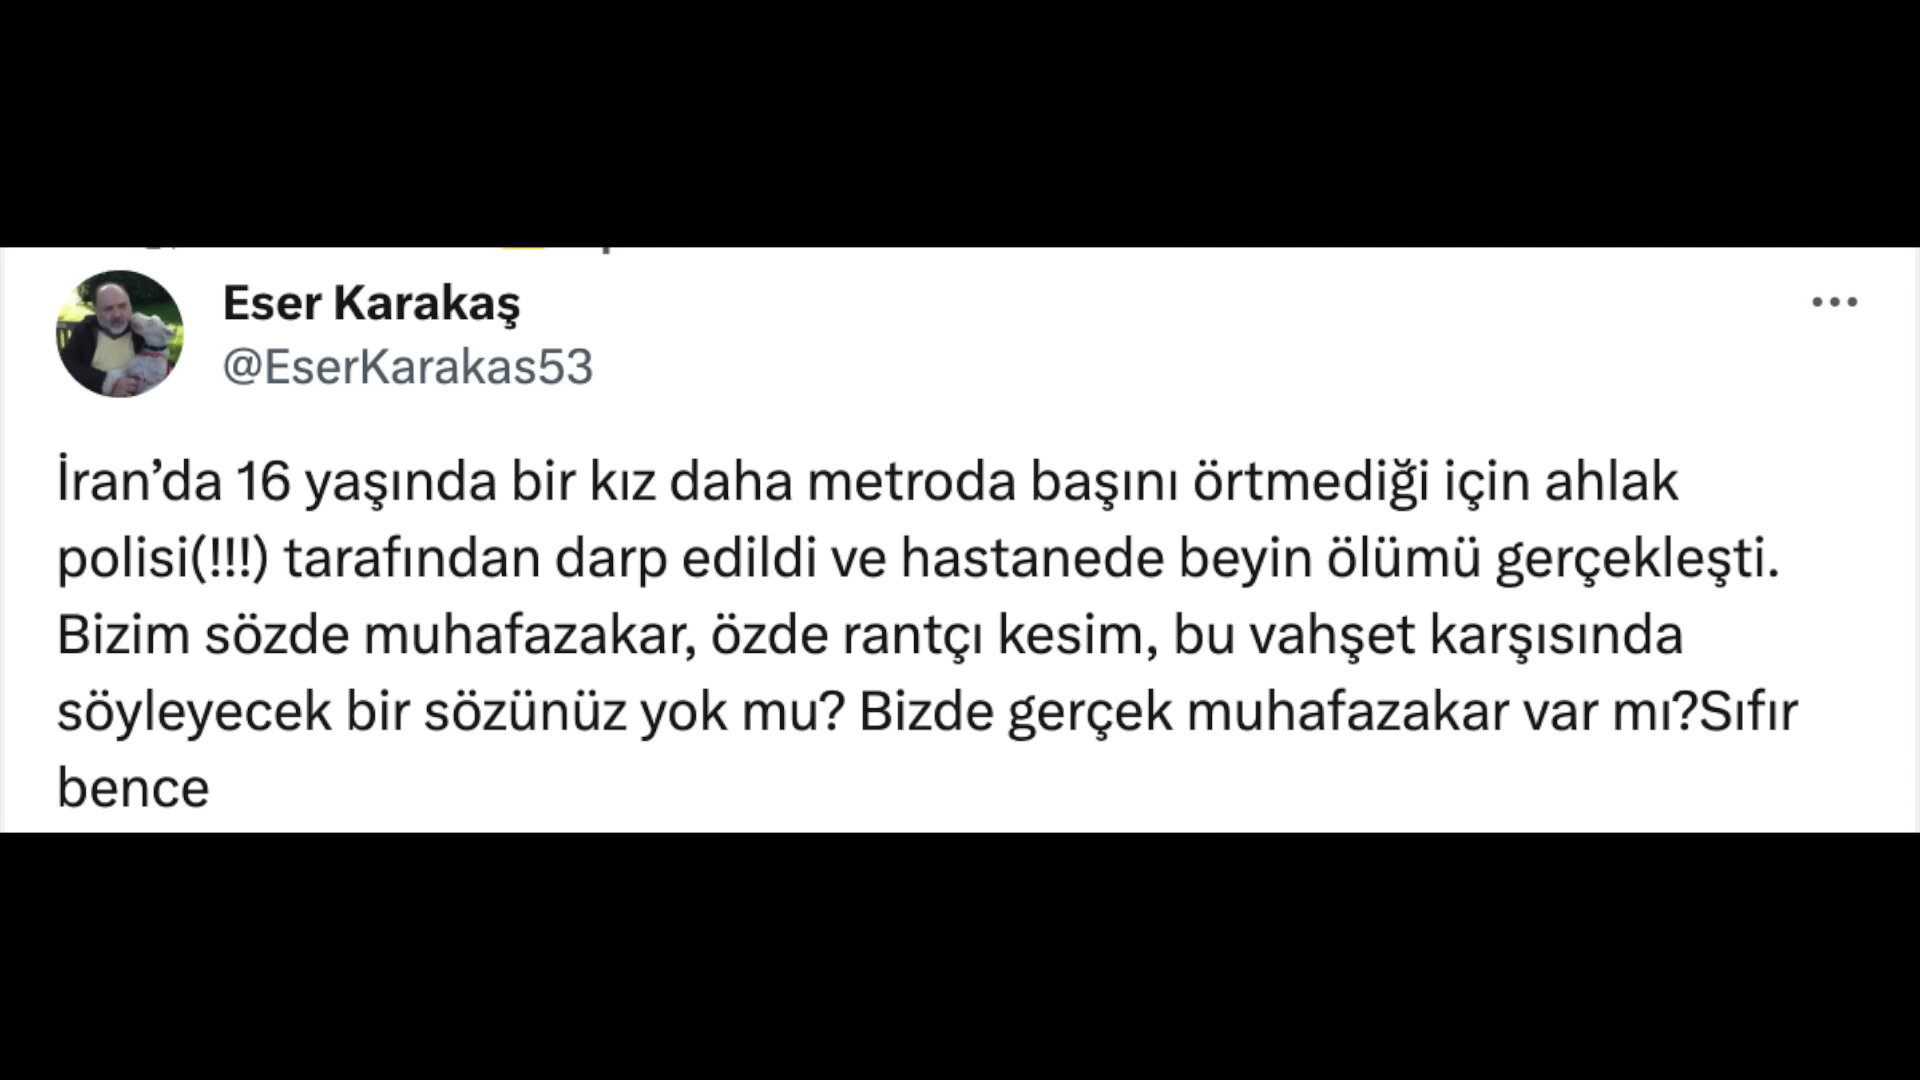 Eser Karakaş
@EserKarakas53
İran’da 16 yaşında bir kız daha metroda başını örtmediği için ahlak
polisi(!!!) tarafından darp edildi ve hastanede beyin ölümü gerçekleşti.
Bizim sözde muhafazakar, özde rantçı kesim, bu vahşet karşısında
söyleyecek bir sözünüz yok mu? Bizde gerçek muhafazakar var mı?Sıfır
bence